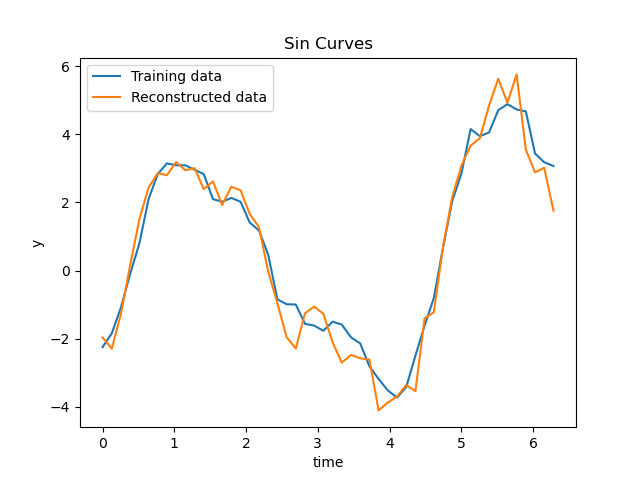 Sin Curves
Training data
Reconstructed data
6
4
2
0
−2
−4
y
0 1 2 3 4 5 6
time